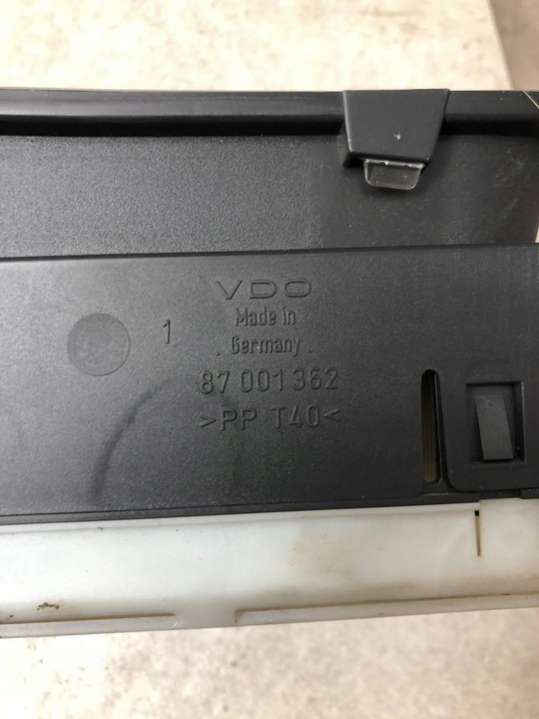 VDO
Made in
Germany
1
87 001 362
>PP T40<